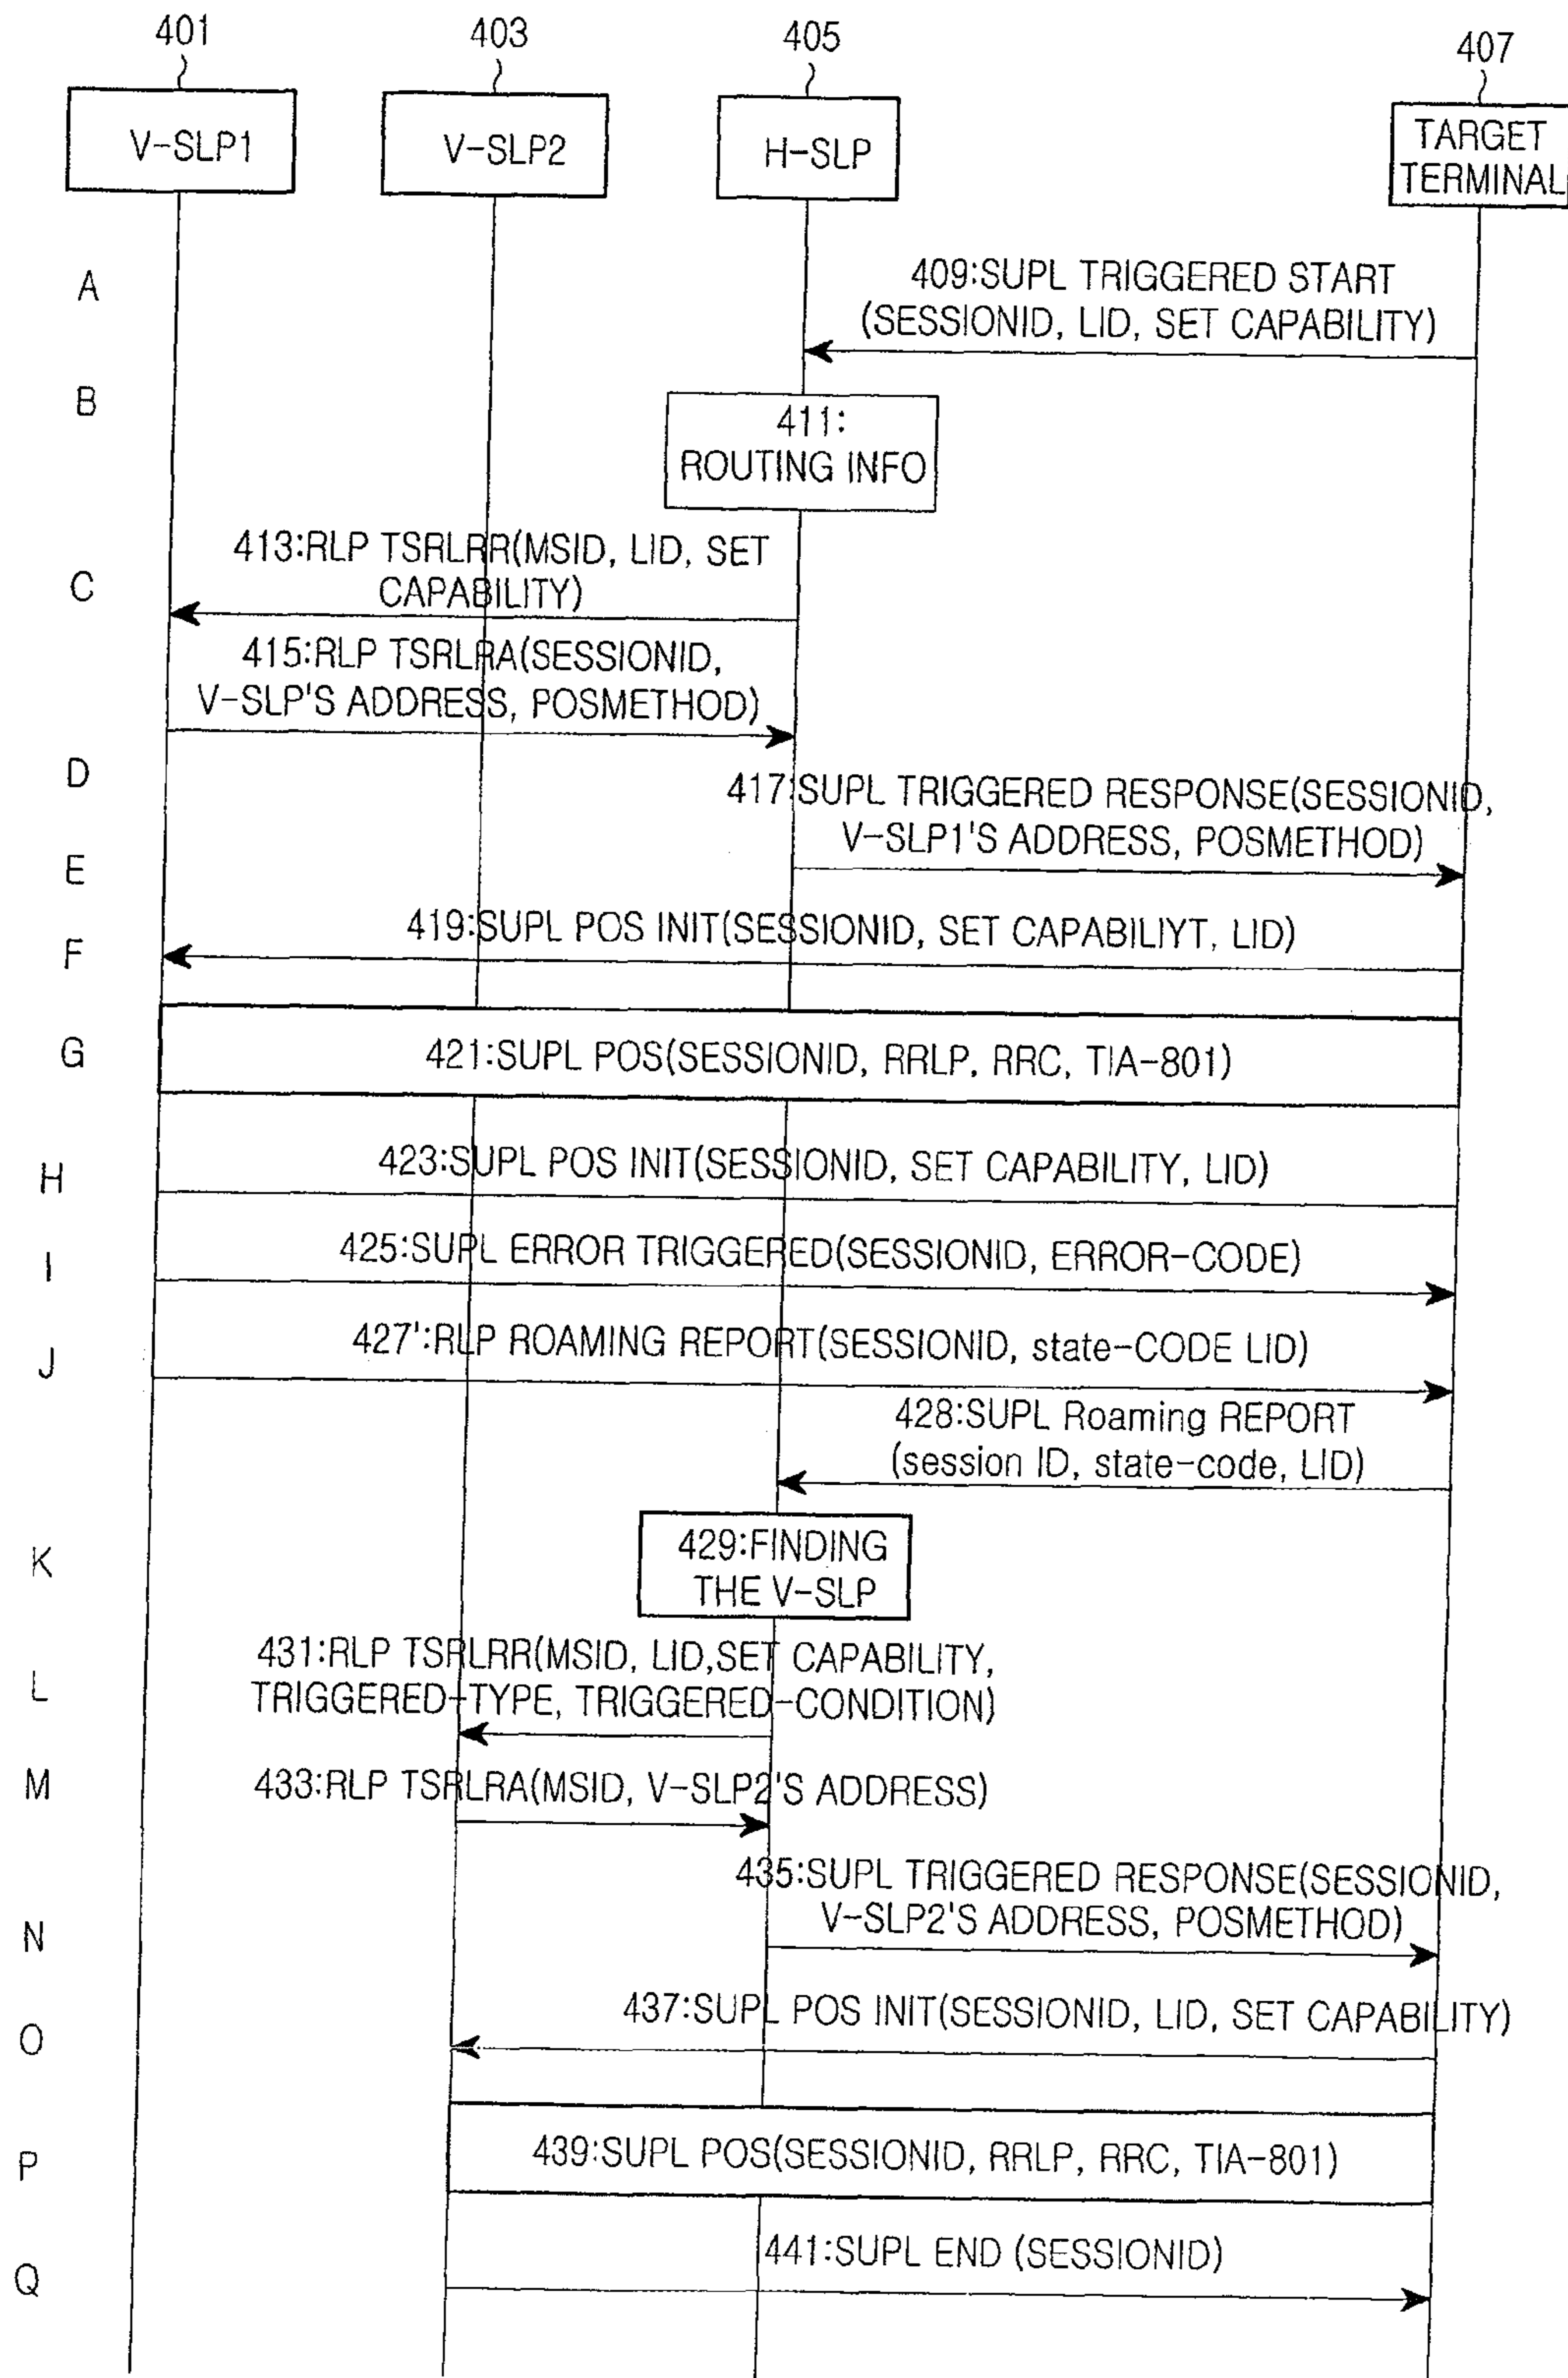 401
403
405
407
V-SLP1
V-SLP2
H-SLP
TARGET
TERMINAL
A
409:SUPL TRIGGERED START
(SESSIONID, LID, SET CAPABILITY)
B
411:
ROUTING INFO
C
413:RLP TSRLRR(MSID, LID, SET
CAPABILITY)
415:RLP TSRLRA(SESSIONID,
V-SLP'S ADDRESS, POSMETHOD)
D
417:SUPL TRIGGERED RESPONSE(SESSIONID,
V-SLP1'S ADDRESS, POSMETHOD)
E
419:SUPL POS INIT(SESSIONID, SET CAPABILIYT, LID)
F
G
421:SUPL POS(SESSIONID, RRLP, RRC, TIA-801)
H
423:SUPL POS INIT(SESSIONID, SET CAPABILITY, LID)
I
425:SUPL ERROR TRIGGERED(SESSIONID, ERROR-CODE)
J
427':RLP ROAMING REPORT(SESSIONID, state-CODE LID)
428:SUPL Roaming REPORT
(session ID, state-code, LID)
K
429:FINDING
THE V-SLP
L
431:RLP TSRLRR(MSID, LID,SET CAPABILITY,
TRIGGERED-TYPE, TRIGGERED-CONDITION)
M
433:RLP TSRLRA(MSID, V-SLP2'S ADDRESS)
435:SUPL TRIGGERED RESPONSE(SESSIONID,
V-SLP2'S ADDRESS, POSMETHOD)
N
437:SUPL POS INIT(SESSIONID, LID, SET CAPABILITY)
O
P
439:SUPL POS(SESSIONID, RRLP, RRC, TIA-801)
Q
441:SUPL END (SESSIONID)